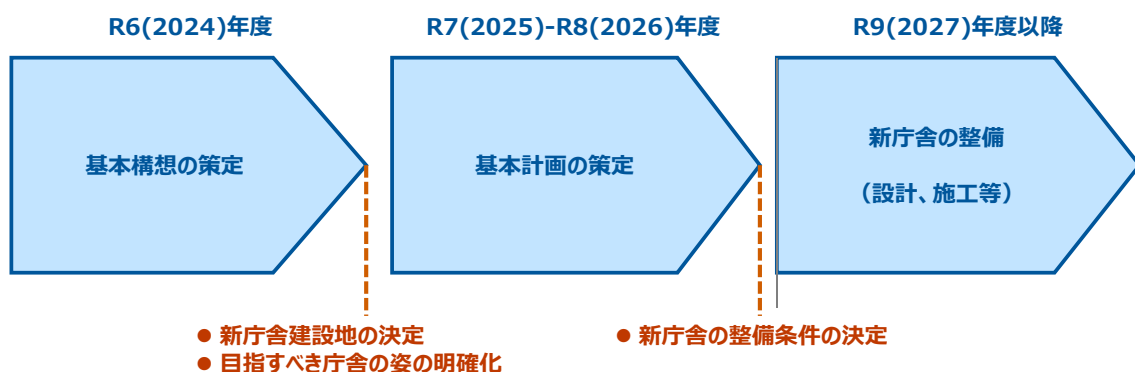 R6(2024)年度
R7(2025)-R8(2026)年度
R9(2027)年度以降
基本構想の策定
基本計画の策定
新庁舎の整備
（設計、施工等）
● 新庁舎建設地の決定
● 目指すべき庁舎の姿の明確化
● 新庁舎の整備条件の決定